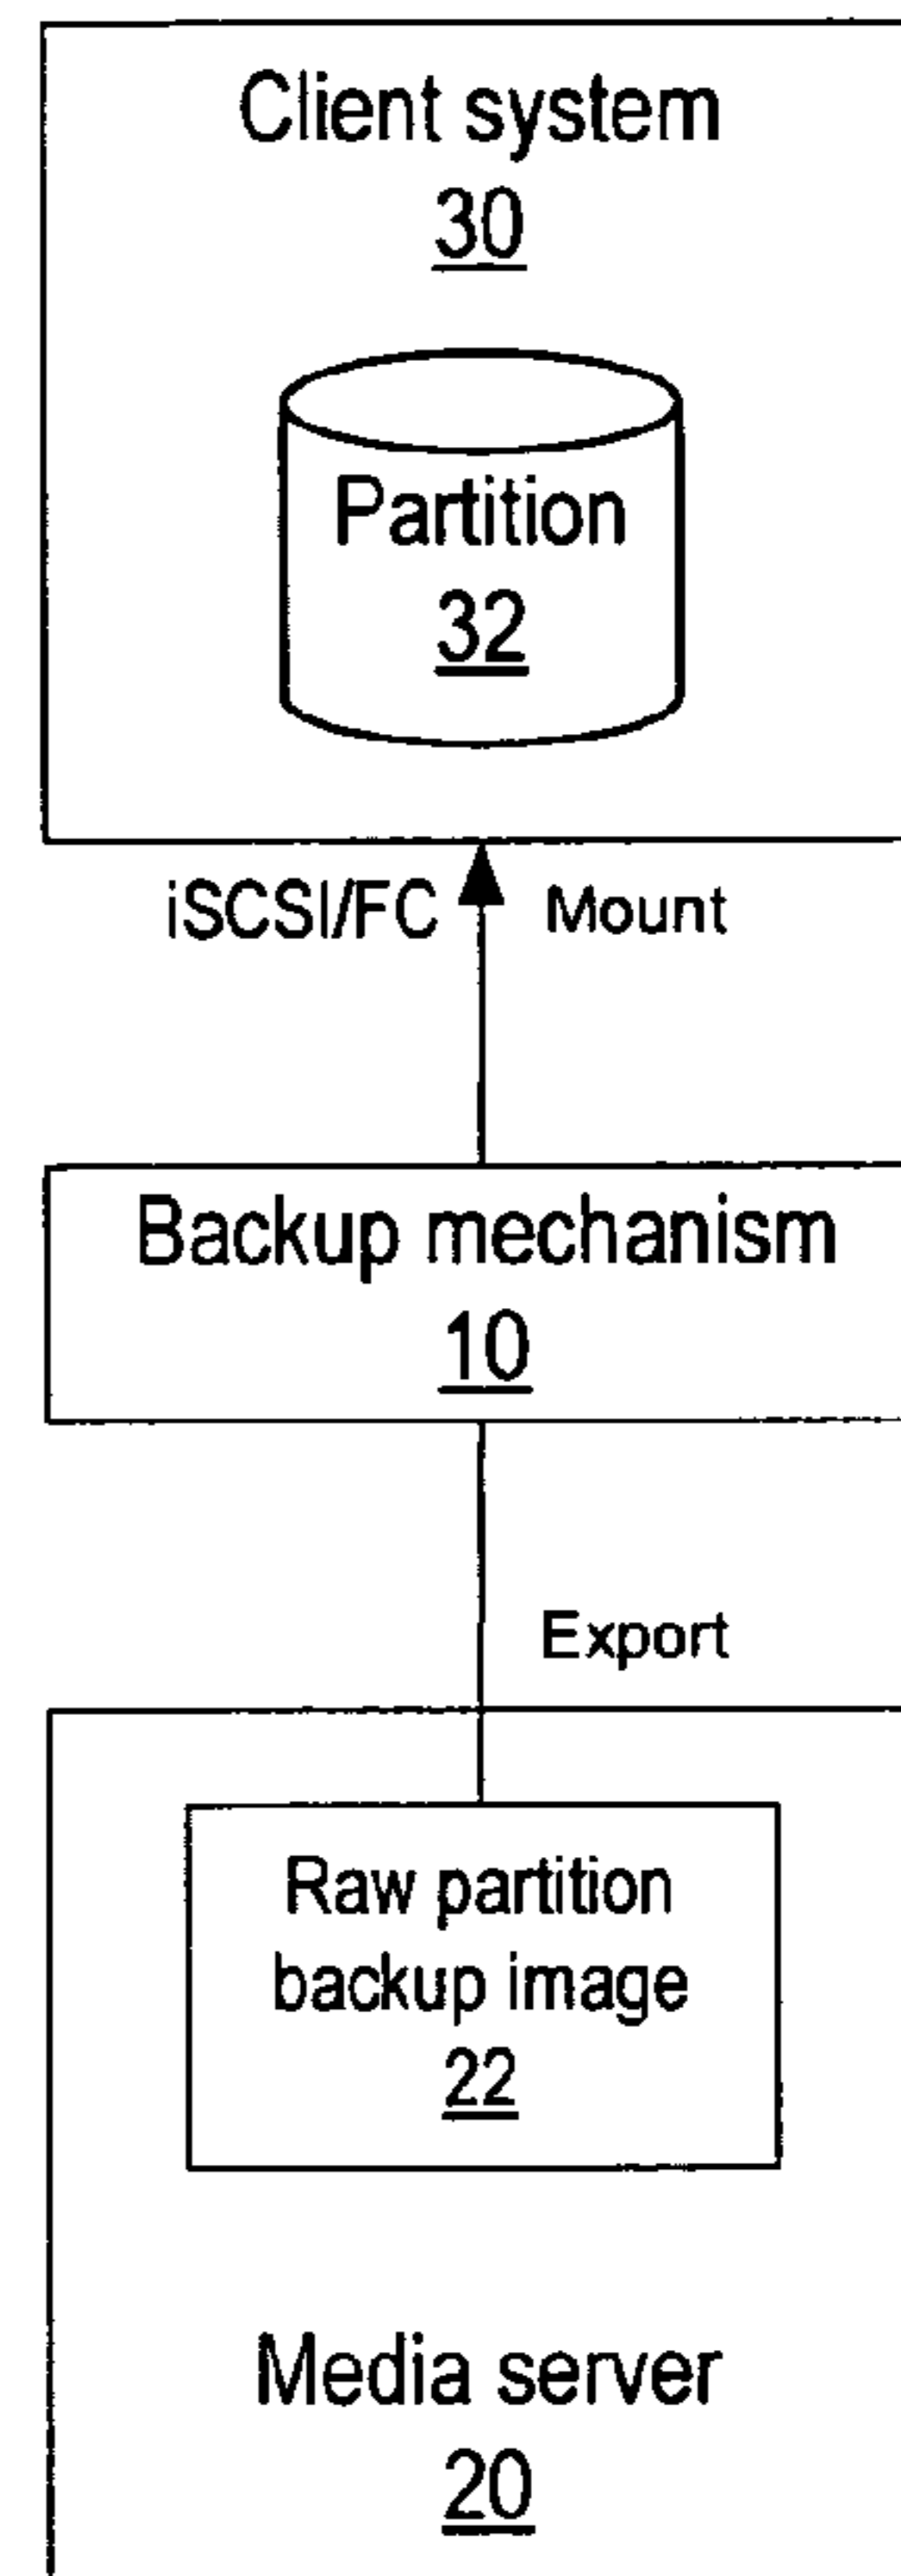 Client system
30
Partition
32
iSCSI/FC Mount
Backup mechanism
10
Export
Raw partition
backup image
22
Media server
20